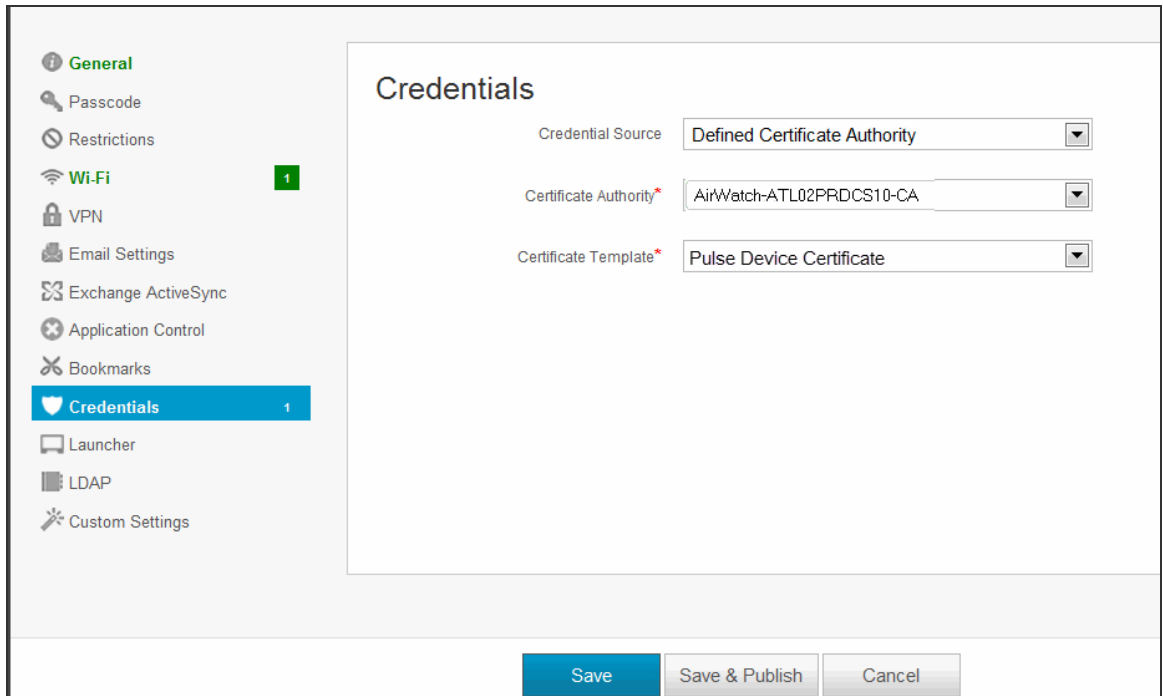 General
Passcode
Restrictions
Wi-Fi 1
VPN
Email Settings
Exchange ActiveSync
Application Control
Bookmarks
Credentials 1
Launcher
LDAP
Custom Settings
Credentials
Credential Source Defined Certificate Authority
Certificate Authority* AirWatch-ATL02PRDCS10-CA
Certificate Template* Pulse Device Certificate
Save Save & Publish Cancel